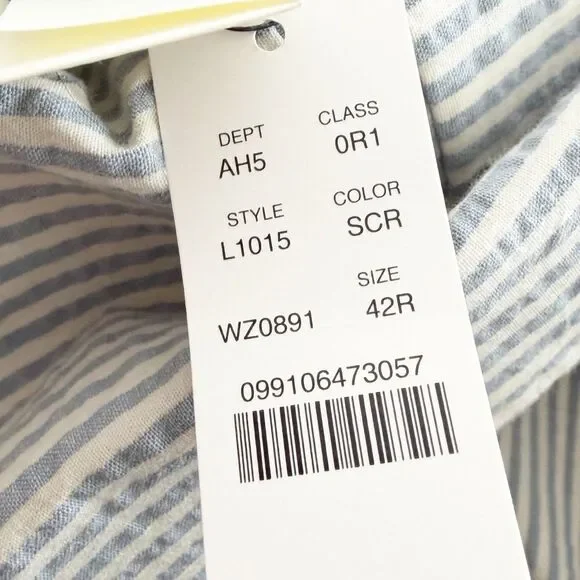 DEPT CLASS
AH5 0R1
STYLE COLOR
L1015 SCR
SIZE
WZ0891 42R
099106473057